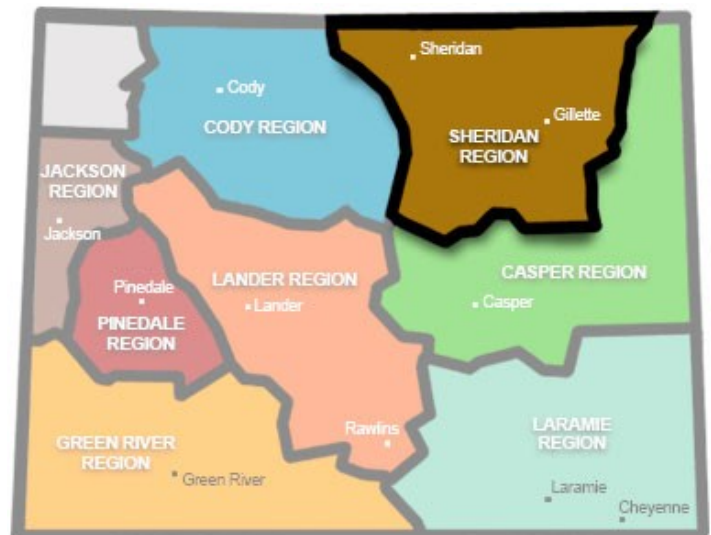 Sheridan
Cody
Gillette
CODY REGION
SHERIDAN
REGION
JACKSON
REGION
Jackson
LANDER REGION
CASPER REGION
Pinedale
Lander
Casper
PINEDALE
REGION
Rawlins
LARAMIE
REGION
GREEN RIVER
REGION
Green River
Laramie
Cheyenne